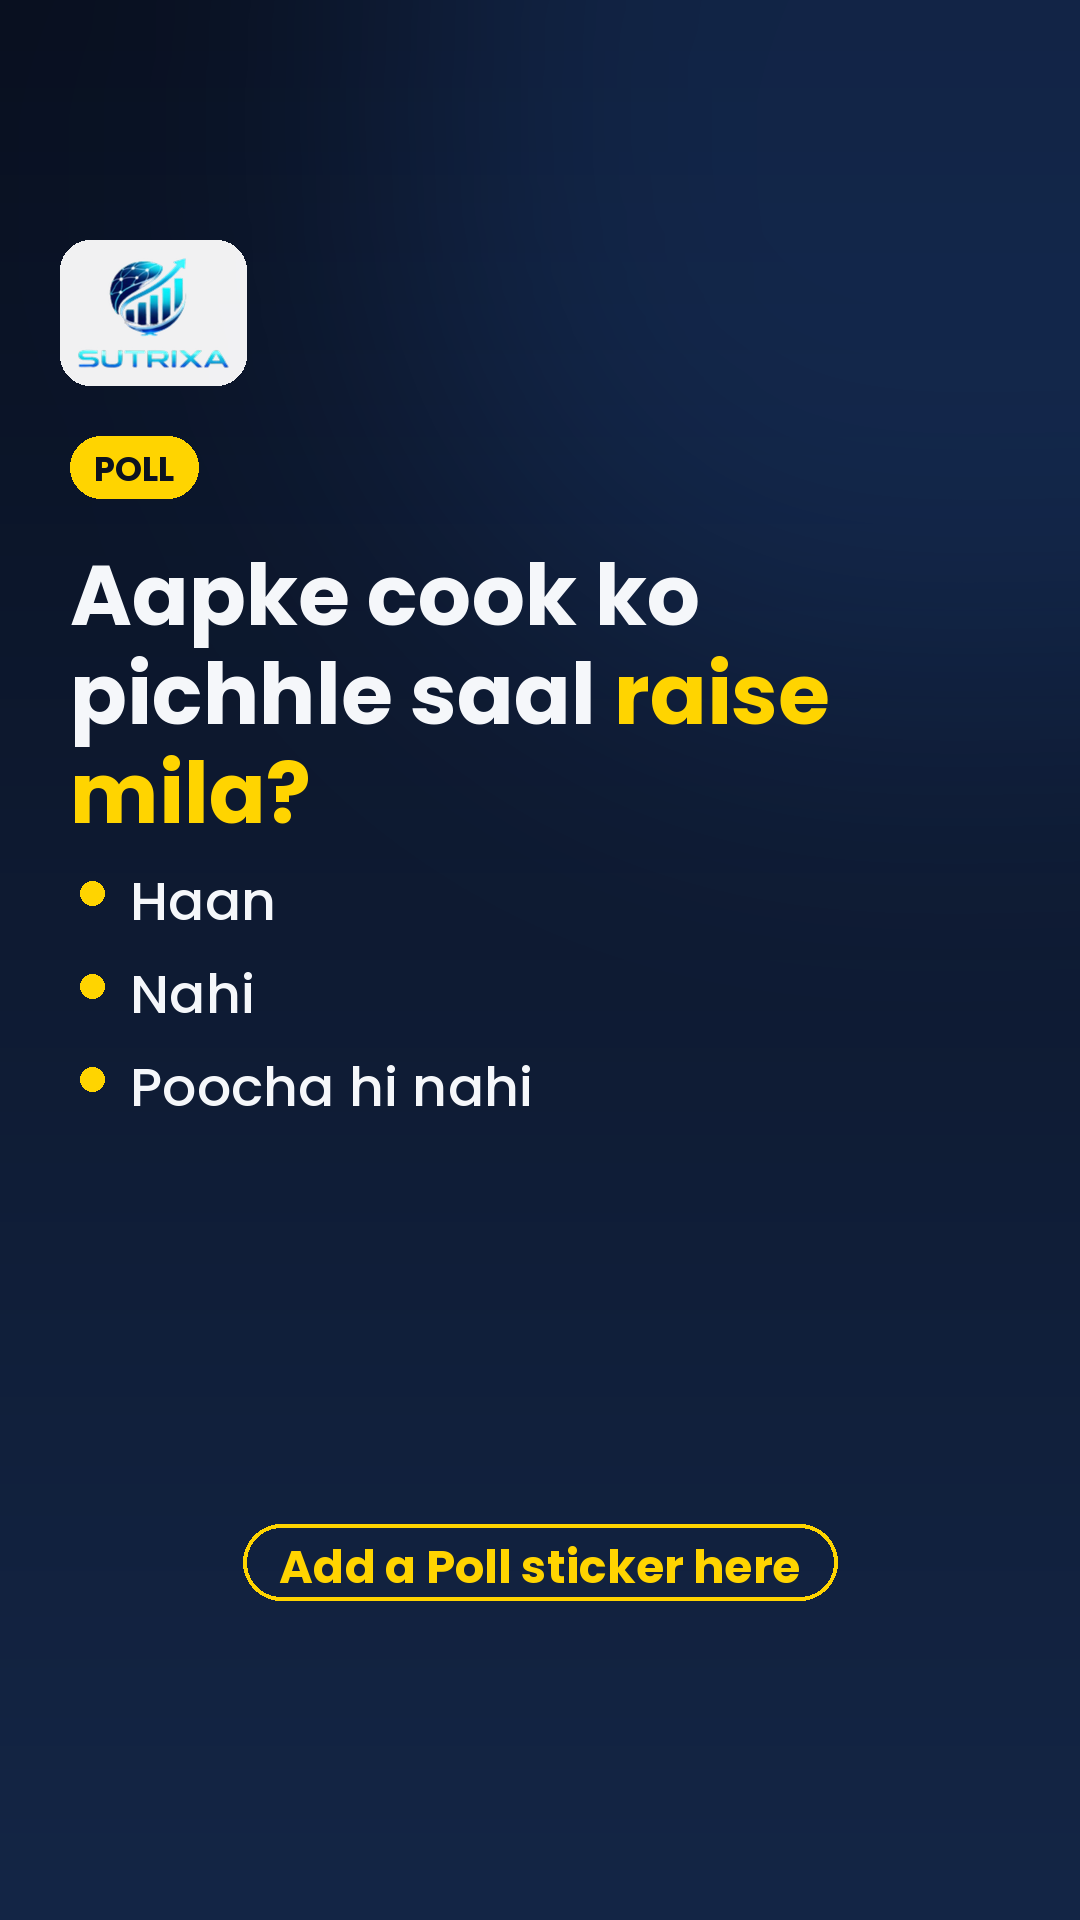 SUTRIXA
POLL
Aapke cook ko
pichhle saal raise
mila?
Haan
Nahi
Poocha hi nahi
Add a Poll sticker here